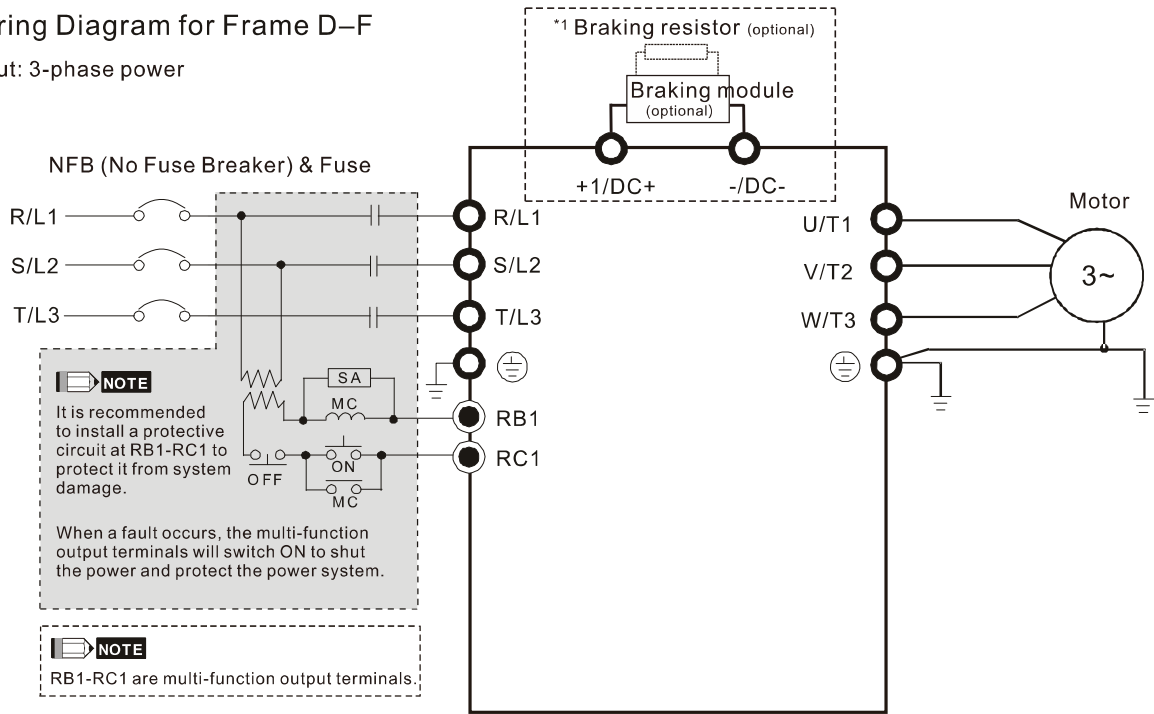 ring Diagram for Frame D–F
ut: 3-phase power
*1 Braking resistor (optional)
Braking module
(optional)
+1/DC+
-/DC-
NFB (No Fuse Breaker) & Fuse
R/L1
S/L2
T/L3
R/L1
S/L2
T/L3
RB1
RC1
U/T1
V/T2
W/T3
Motor
3~
SA
MC
OFF
ON
MC
NOTE
It is recommended
to install a protective
circuit at RB1-RC1 to
protect it from system
damage.
When a fault occurs, the multi-function
output terminals will switch ON to shut
the power and protect the power system.
NOTE
RB1-RC1 are multi-function output terminals.